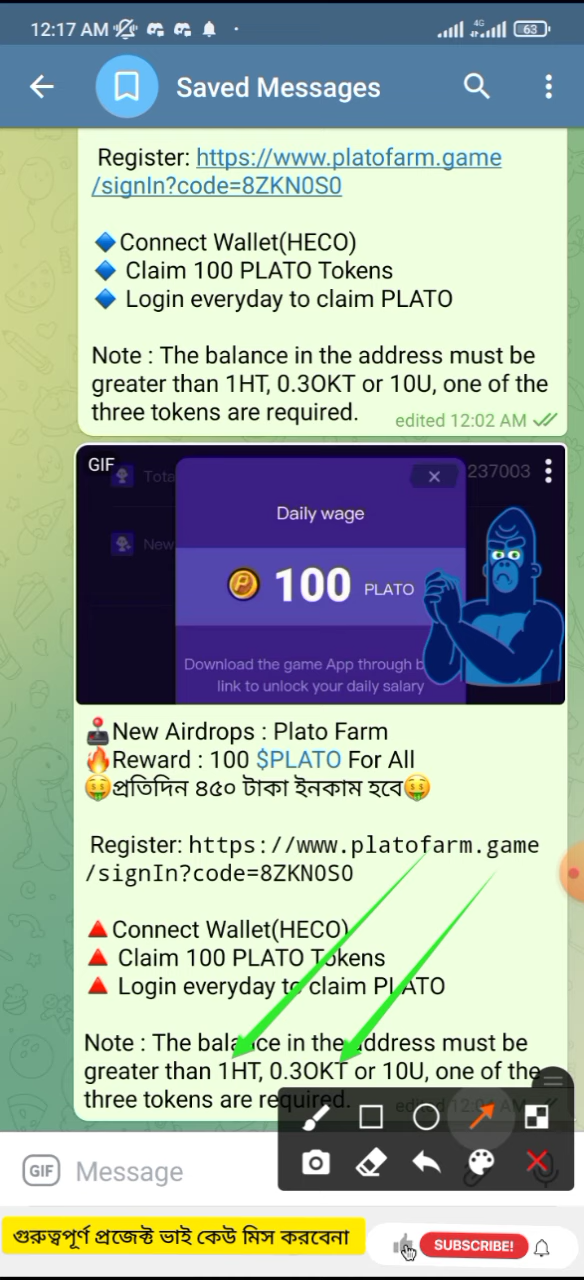 12:17 AM
4G
63
Saved Messages
Register: https://www.platofarm.game
/signIn?code=8ZKN0S0
🔷Connect Wallet(HECO)
🔷 Claim 100 PLATO Tokens
🔷 Login everyday to claim PLATO
Note : The balance in the address must be
greater than 1HT, 0.3OKT or 10U, one of the
three tokens are required.
edited 12:02 AM
GIF
Tota
237003
Daily wage
New
100 PLATO
Download the game App through b
link to unlock your daily salary
🕹️New Airdrops : Plato Farm
🔥Reward : 100 $PLATO For All
🤑প্রতিদিন ৪৫০ টাকা ইনকাম হবে🤑
Register: https://www.platofarm.game
/signIn?code=8ZKN0S0
🔺Connect Wallet(HECO)
🔺 Claim 100 PLATO Tokens
🔺 Login everyday to claim PLATO
Note : The balance in the address must be
greater than 1HT, 0.3OKT or 10U, one of the
three tokens are required.
GIF
Message
গুরুত্বপূর্ণ প্রজেক্ট ভাই কেউ মিস করবেনা
SUBSCRIBE!